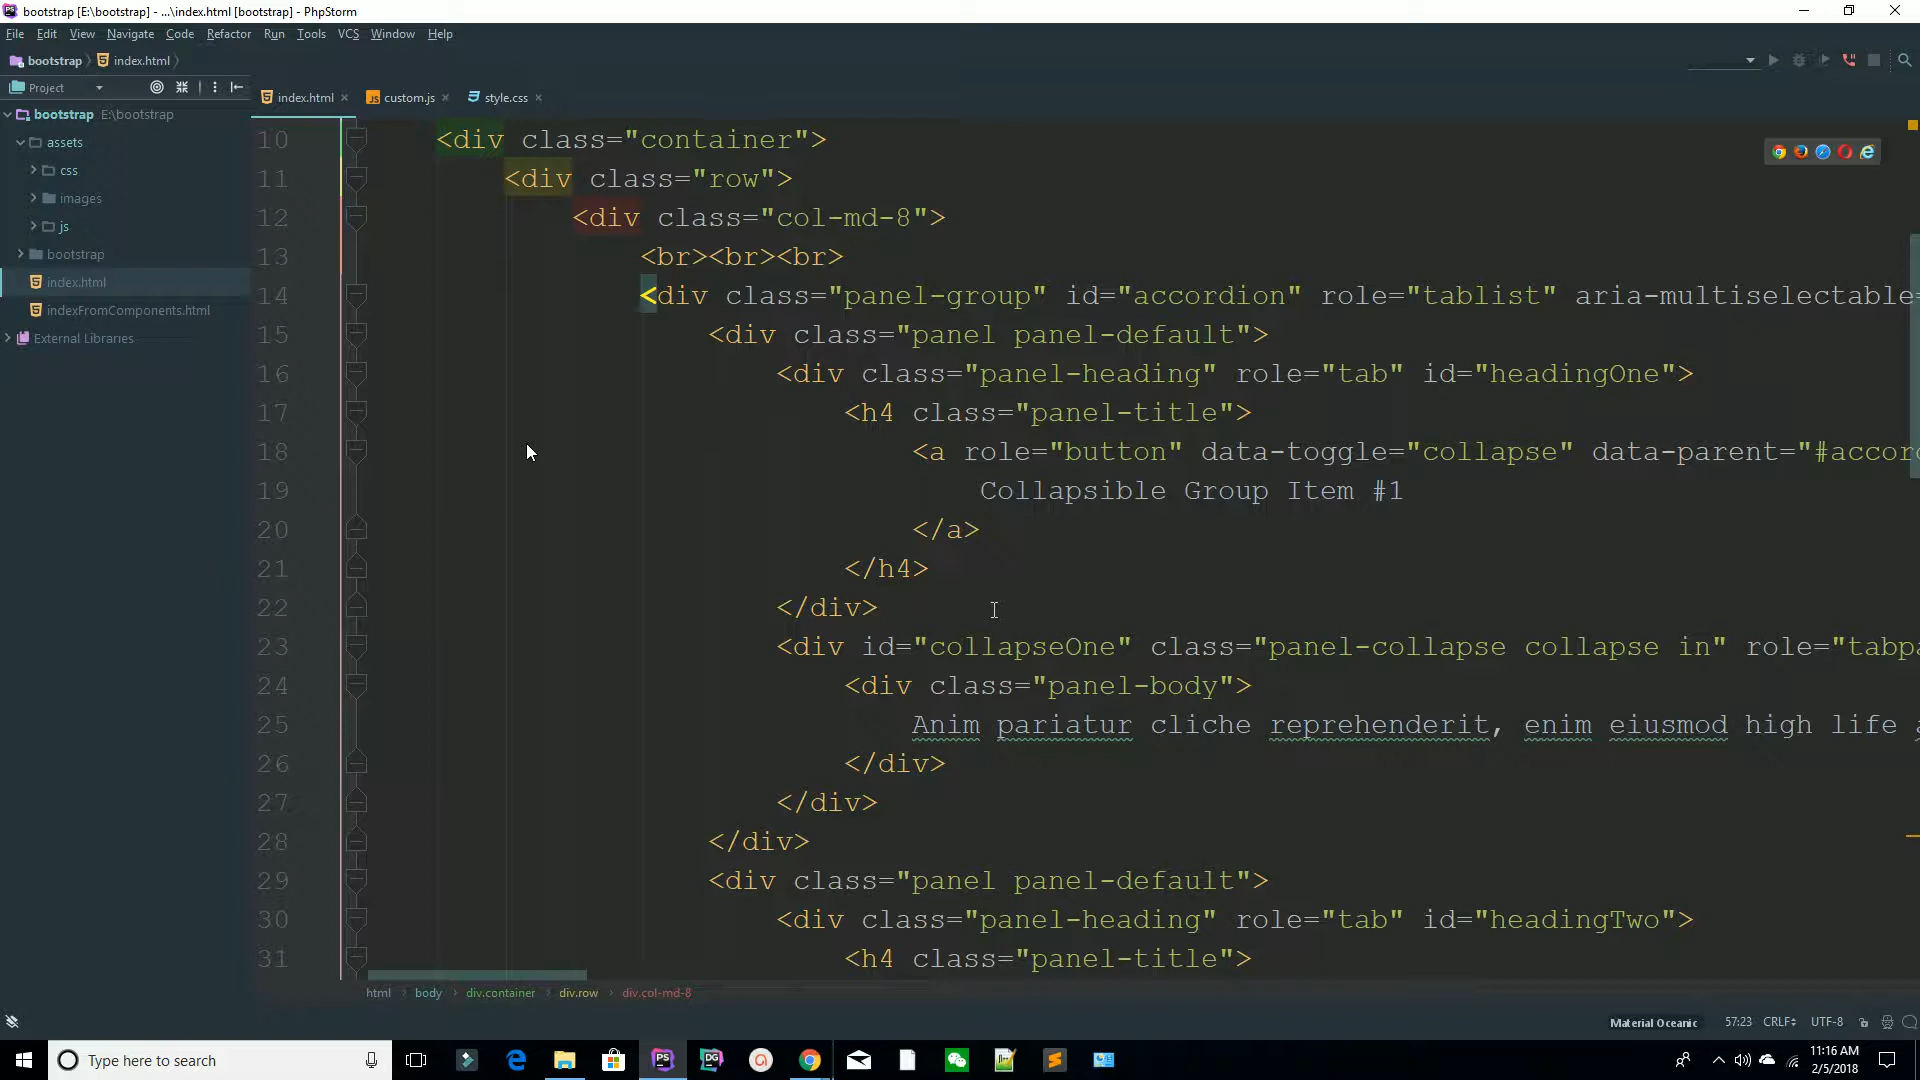 bootstrap [E:\bootstrap] - ...\index.html [bootstrap] - PhpStorm
File Edit View Navigate Code Refactor Run Tools VCS Window Help
bootstrap index.html
Project
index.html custom.js style.css
bootstrap E:\bootstrap
assets
css
images
js
bootstrap
index.html
indexFromComponents.html
External Libraries
10 <div class="container">
11 <div class="row">
12 <div class="col-md-8">
13 <br><br><br>
14 <div class="panel-group" id="accordion" role="tablist" aria-multiselectable=
15 <div class="panel panel-default">
16 <div class="panel-heading" role="tab" id="headingOne">
17 <h4 class="panel-title">
18 <a role="button" data-toggle="collapse" data-parent="#accor
19 Collapsible Group Item #1
20 </a>
21 </h4>
22 </div>
23 <div id="collapseOne" class="panel-collapse collapse in" role="tabpa
24 <div class="panel-body">
25 Anim pariatur cliche reprehenderit, enim eiusmod high life a
26 </div>
27 </div>
28 </div>
29 <div class="panel panel-default">
30 <div class="panel-heading" role="tab" id="headingTwo">
31 <h4 class="panel-title">
html body div.container div.row div.col-md-8
Material Oceanic 57:23 CRLF UTF-8
Type here to search
11:16 AM
2/5/2018